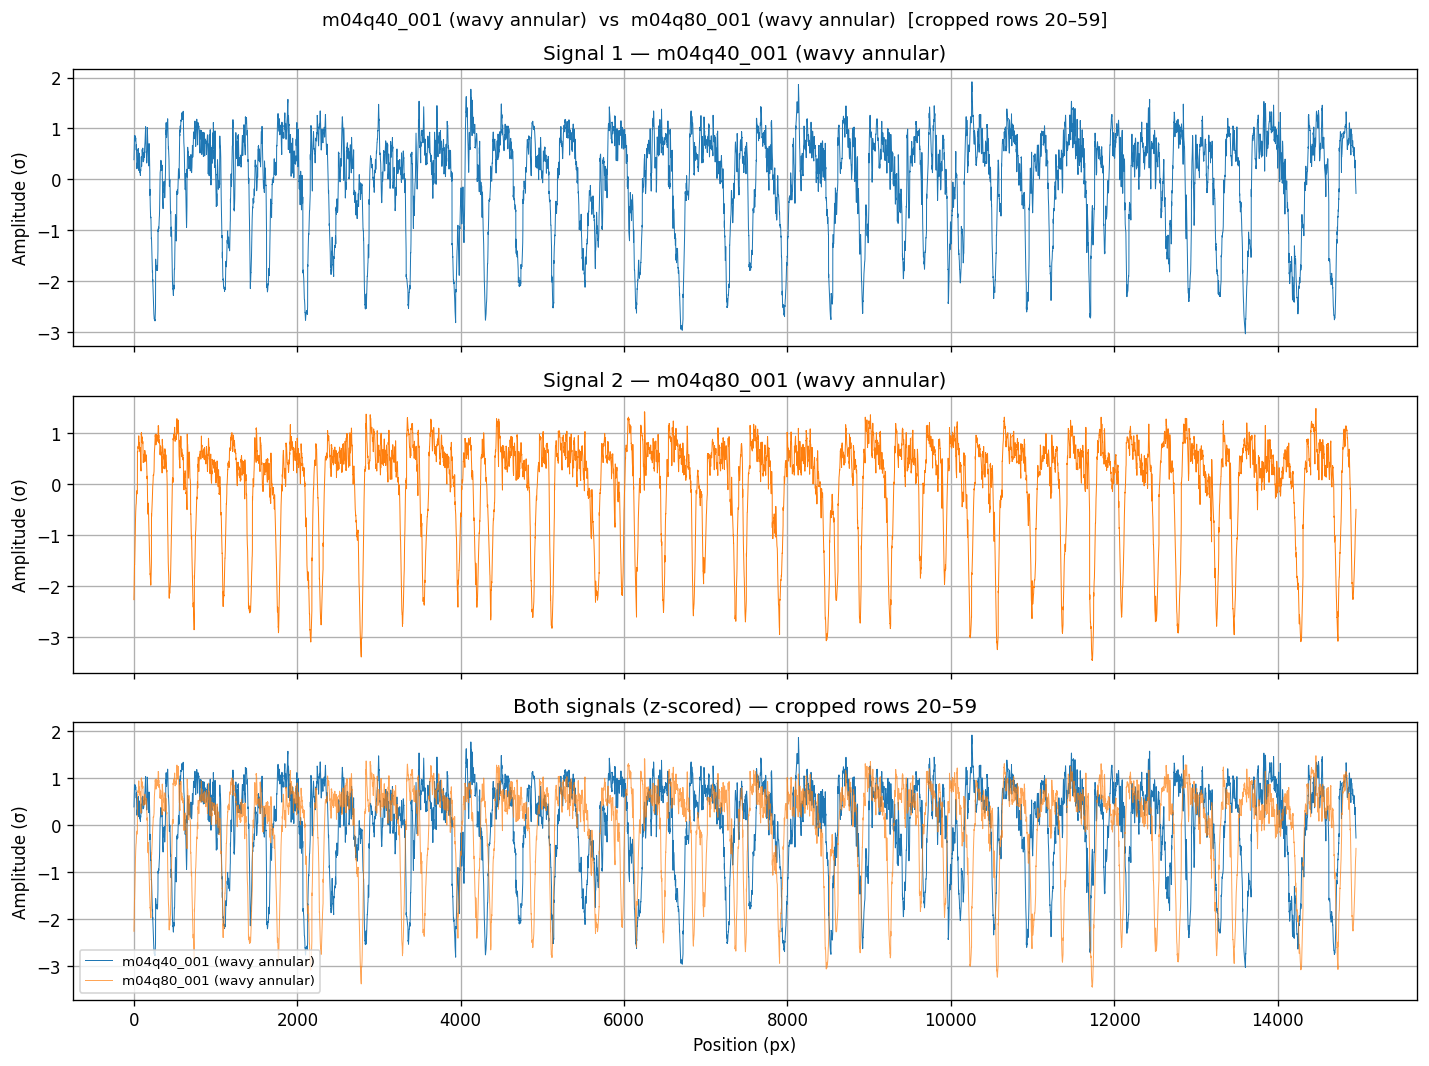 m04q40_001 (wavy annular)  vs  m04q80_001 (wavy annular)  [cropped rows 20–59]
Signal 1 — m04q40_001 (wavy annular)
2
1
0
−1
−2
−3
Amplitude (σ)
Signal 2 — m04q80_001 (wavy annular)
1
0
−1
−2
−3
Amplitude (σ)
Both signals (z-scored) — cropped rows 20–59
2
1
0
−1
−2
−3
Amplitude (σ)
m04q40_001 (wavy annular)
m04q80_001 (wavy annular)
0 2000 4000 6000 8000 10000 12000 14000
Position (px)